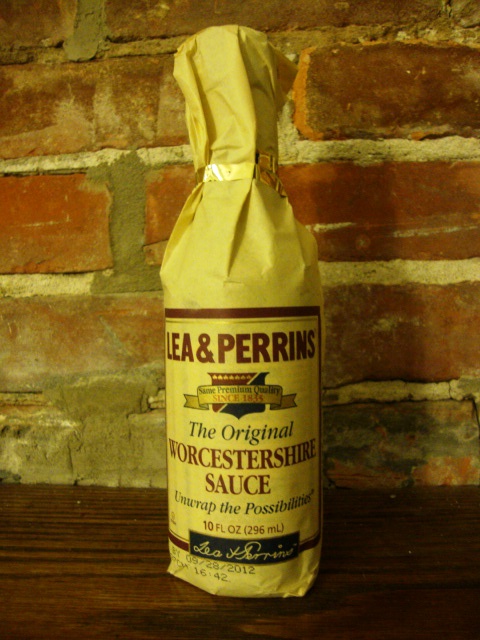 LEA & PERRINS
Same Premium Quality
SINCE 1835
The Original
WORCESTERSHIRE
SAUCE
Unwrap the Possibilities
10 FL OZ (296 mL)
Lea & Perrins
BY 09/28/2012
16:42